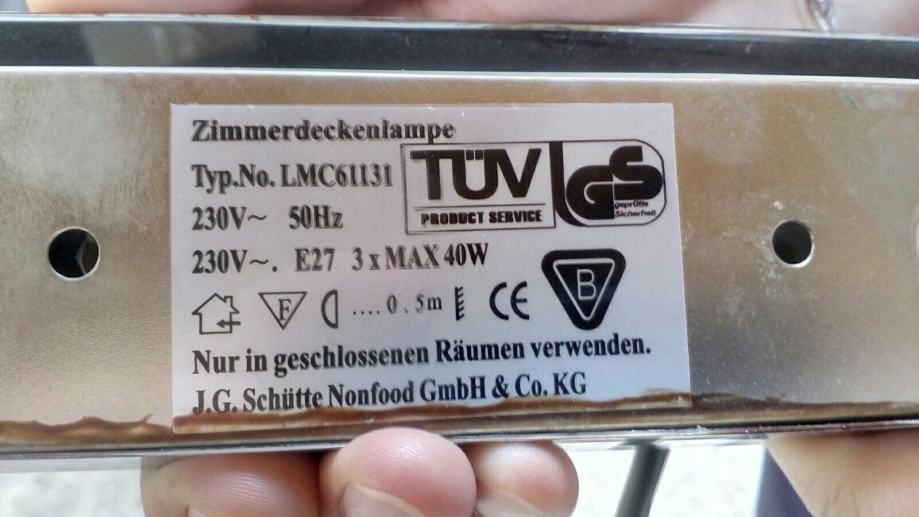 Zimmerdeckenlampe
Typ.No. LMC61131
TÜV
PRODUCT SERVICE
GS
geprüfte
Sicherheit
230V~ 50Hz
230V~. E27 3 x MAX 40W
F
.... 0.5m
CE
B
Nur in geschlossenen Räumen verwenden.
J.G. Schütte Nonfood GmbH & Co. KG